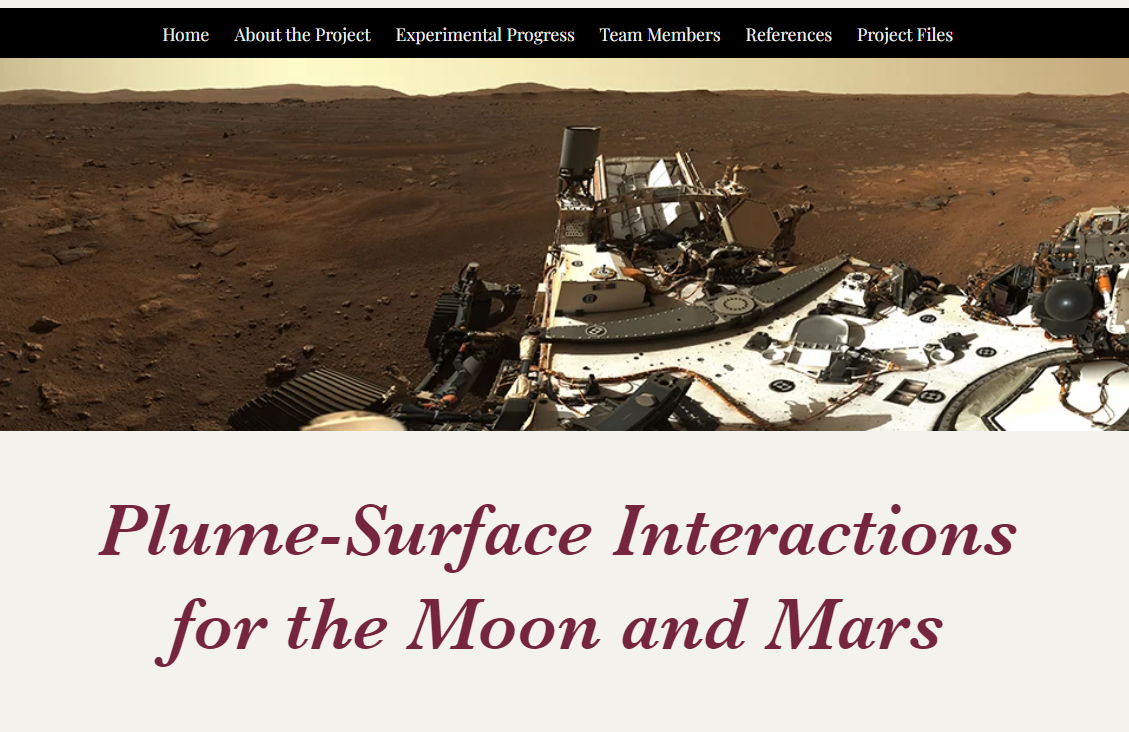 Home About the Project Experimental Progress Team Members References Project Files
Plume-Surface Interactions
for the Moon and Mars